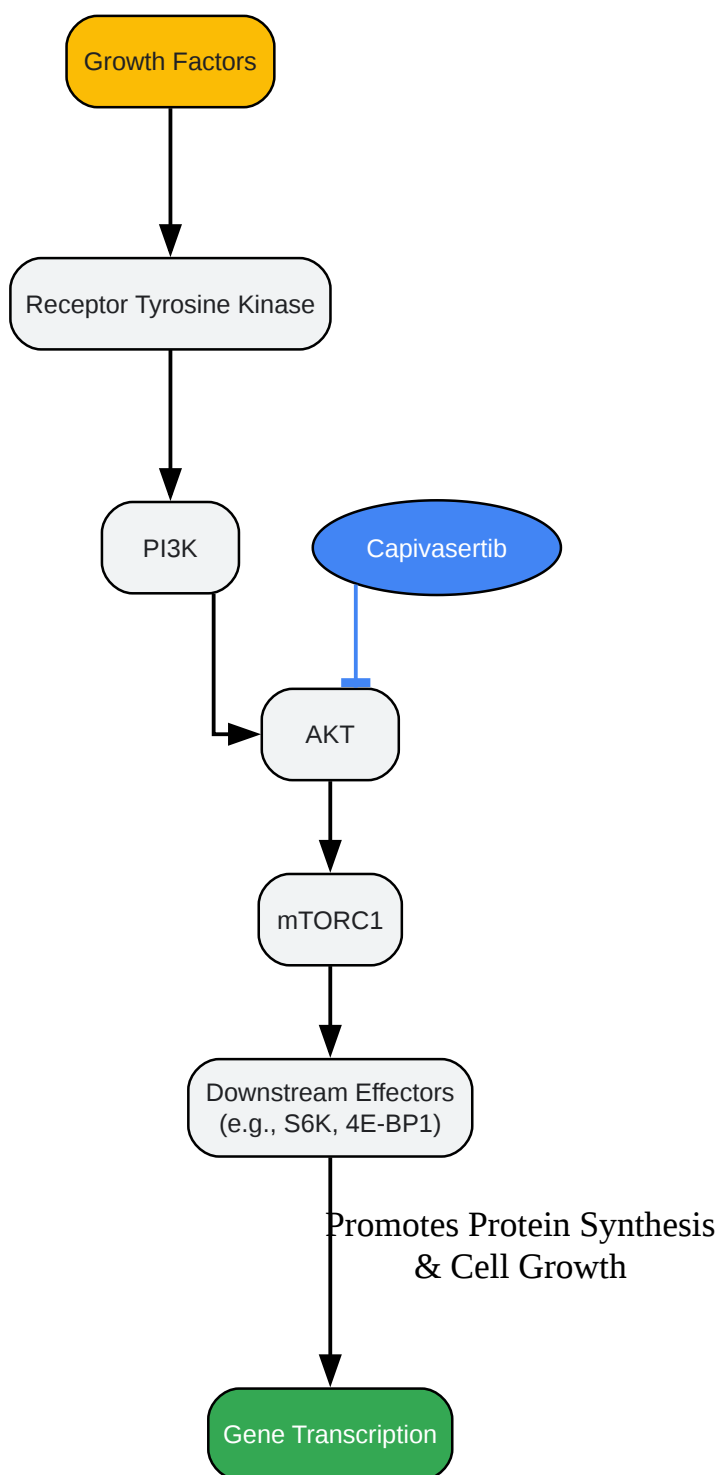 Growth Factors
Receptor Tyrosine Kinase
PI3K
Capivasertib
AKT
mTORC1
Downstream Effectors
(e.g., S6K, 4E-BP1)
Promotes Protein Synthesis
& Cell Growth
Gene Transcription